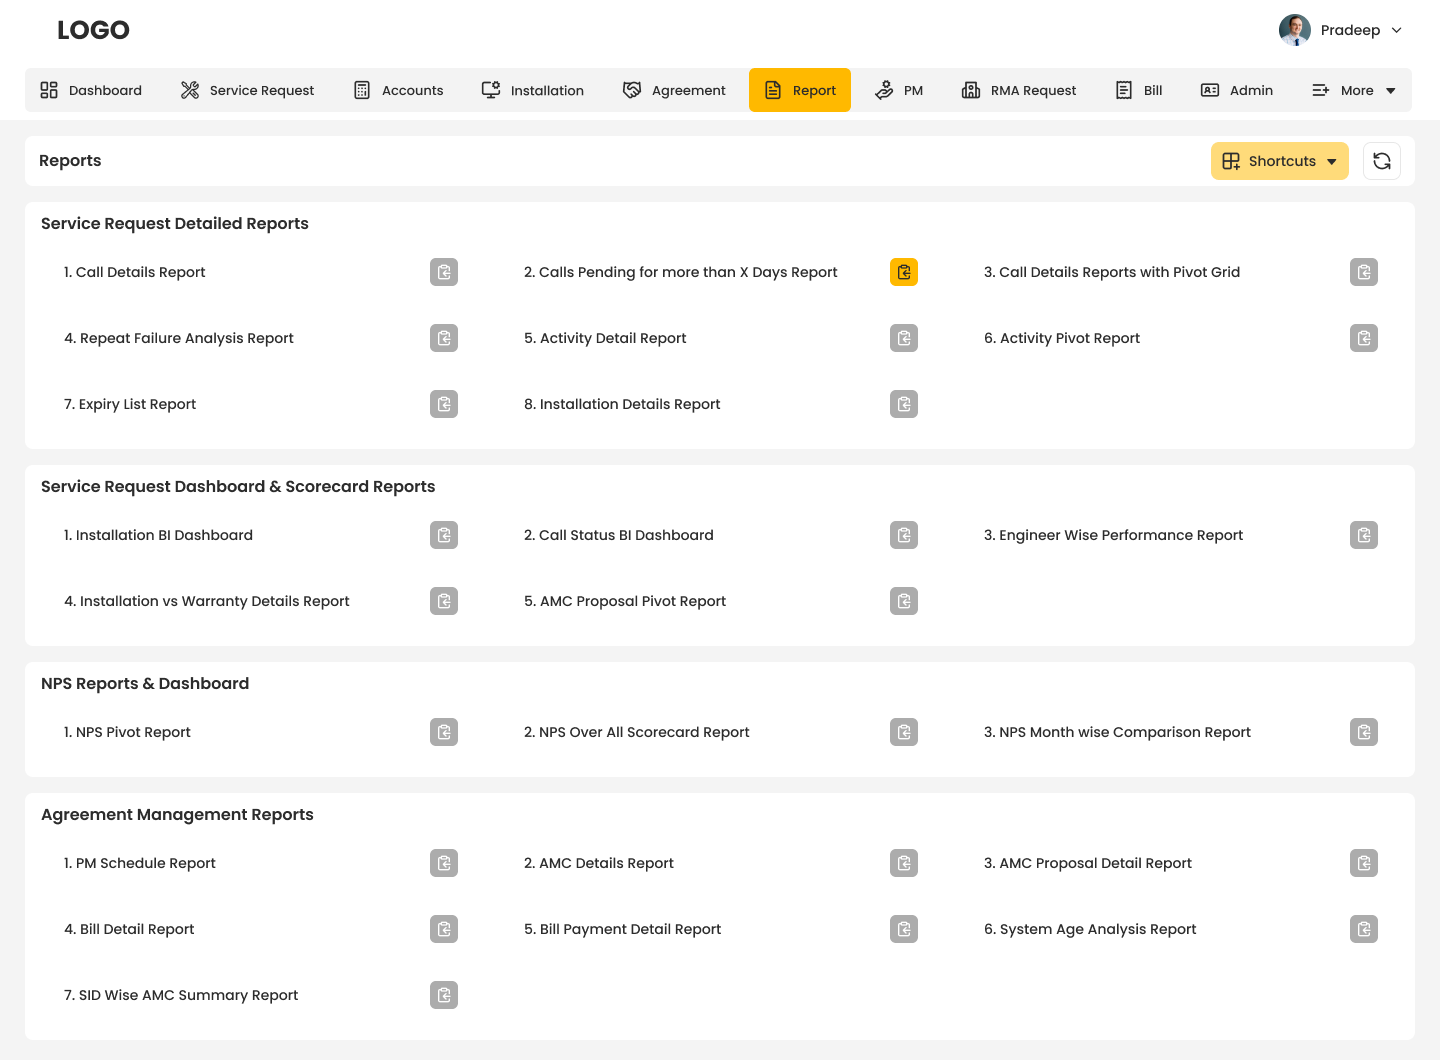 LOGO
Pradeep
Dashboard Service Request Accounts Installation Agreement Report PM RMA Request Bill Admin More
Reports Shortcuts
Service Request Detailed Reports
1. Call Details Report 2. Calls Pending for more than X Days Report 3. Call Details Reports with Pivot Grid
4. Repeat Failure Analysis Report 5. Activity Detail Report 6. Activity Pivot Report
7. Expiry List Report 8. Installation Details Report
Service Request Dashboard & Scorecard Reports
1. Installation BI Dashboard 2. Call Status BI Dashboard 3. Engineer Wise Performance Report
4. Installation vs Warranty Details Report 5. AMC Proposal Pivot Report
NPS Reports & Dashboard
1. NPS Pivot Report 2. NPS Over All Scorecard Report 3. NPS Month wise Comparison Report
Agreement Management Reports
1. PM Schedule Report 2. AMC Details Report 3. AMC Proposal Detail Report
4. Bill Detail Report 5. Bill Payment Detail Report 6. System Age Analysis Report
7. SID Wise AMC Summary Report